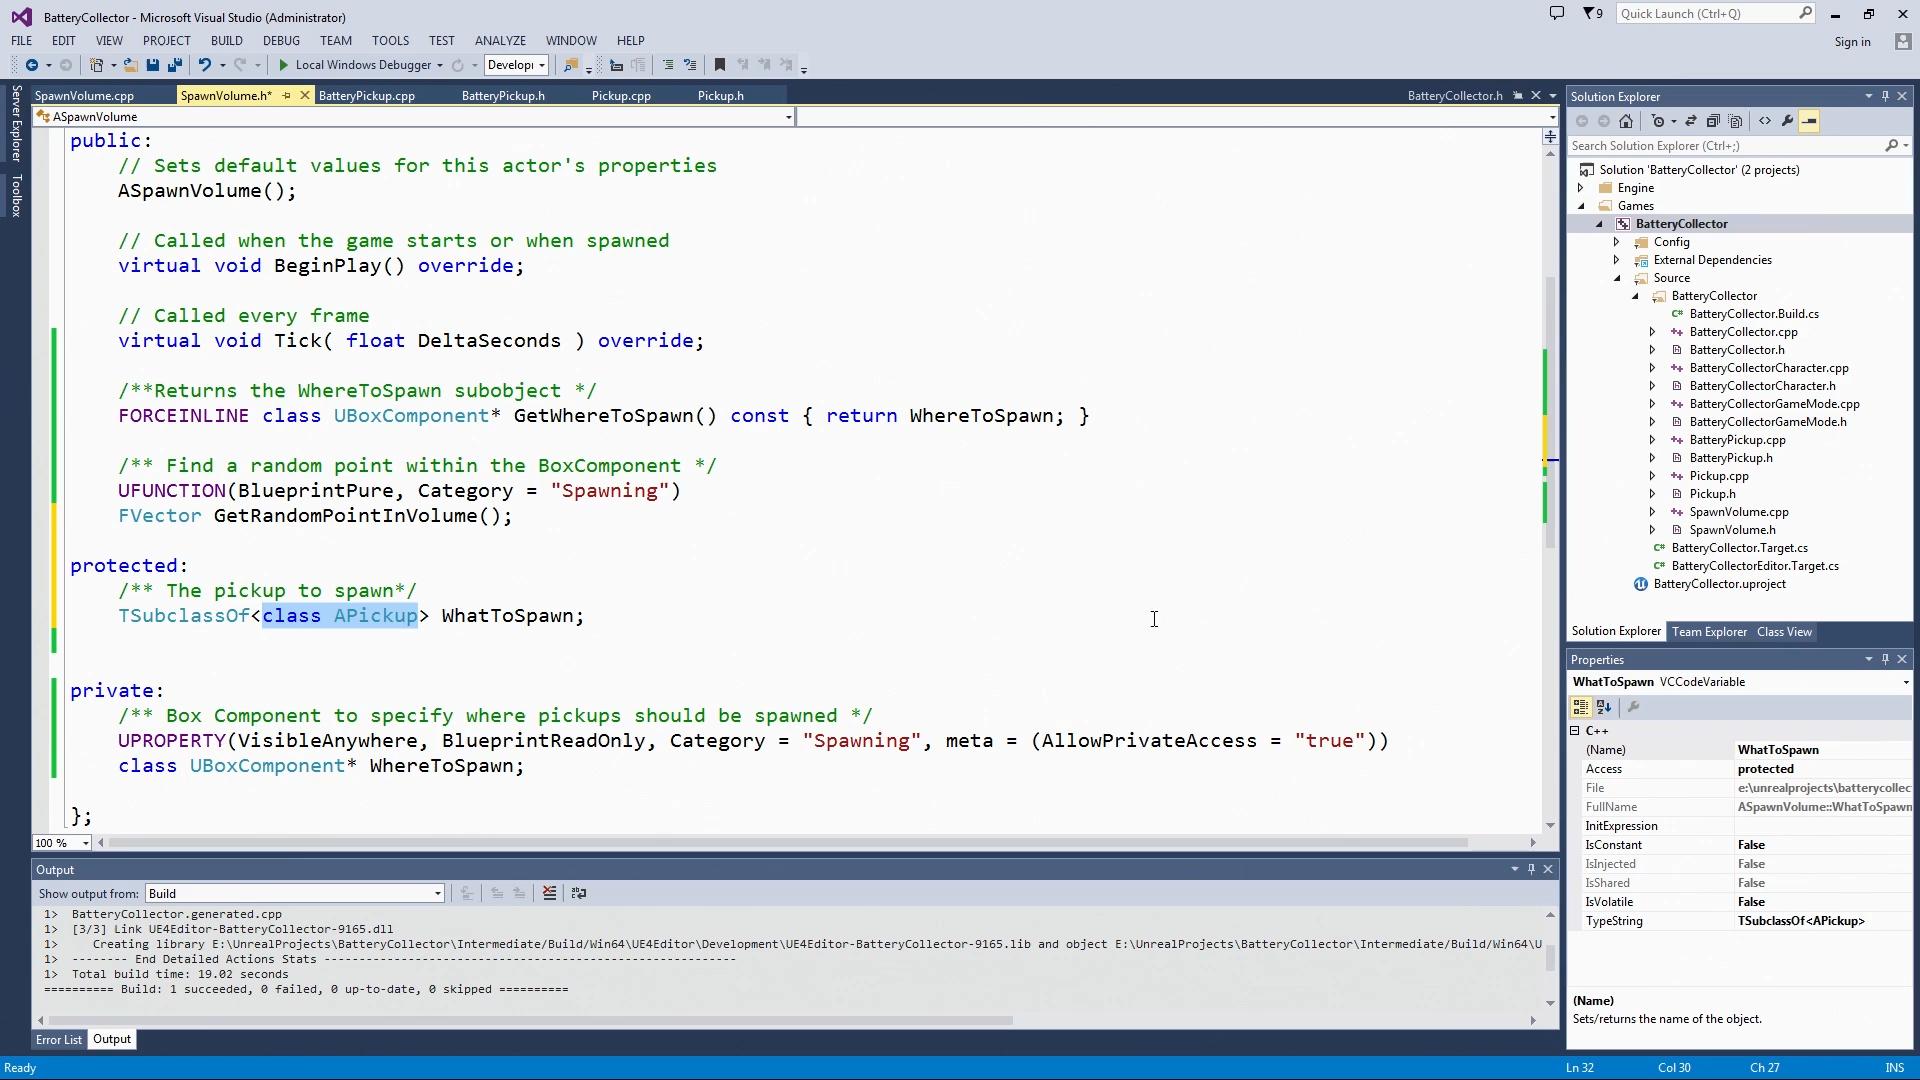 BatteryCollector - Microsoft Visual Studio (Administrator)
9
Quick Launch (Ctrl+Q)
FILE EDIT VIEW PROJECT BUILD DEBUG TEAM TOOLS TEST ANALYZE WINDOW HELP
Sign in
Local Windows Debugger
Developi
Server Explorer
Toolbox
SpawnVolume.cpp SpawnVolume.h* BatteryPickup.cpp BatteryPickup.h Pickup.cpp Pickup.h BatteryCollector.h
ASpawnVolume
public:
// Sets default values for this actor's properties
ASpawnVolume();
// Called when the game starts or when spawned
virtual void BeginPlay() override;
// Called every frame
virtual void Tick( float DeltaSeconds ) override;
/**Returns the WhereToSpawn subobject */
FORCEINLINE class UBoxComponent* GetWhereToSpawn() const { return WhereToSpawn; }
/** Find a random point within the BoxComponent */
UFUNCTION(BlueprintPure, Category = "Spawning")
FVector GetRandomPointInVolume();
protected:
/** The pickup to spawn*/
TSubclassOf<class APickup> WhatToSpawn;
private:
/** Box Component to specify where pickups should be spawned */
UPROPERTY(VisibleAnywhere, BlueprintReadOnly, Category = "Spawning", meta = (AllowPrivateAccess = "true"))
class UBoxComponent* WhereToSpawn;
};
100 %
Output
Show output from: Build
1> BatteryCollector.generated.cpp
1> [3/3] Link UE4Editor-BatteryCollector-9165.dll
1> Creating library E:\UnrealProjects\BatteryCollector\Intermediate/Build/Win64\UE4Editor\Development\UE4Editor-BatteryCollector-9165.lib and object E:\UnrealProjects\BatteryCollector\Intermediate/Build/Win64\U
1> -------- End Detailed Actions Stats -----------------------------------------------------------
1> Total build time: 19.02 seconds
========== Build: 1 succeeded, 0 failed, 0 up-to-date, 0 skipped ==========
Error List Output
Solution Explorer
Search Solution Explorer (Ctrl+;)
Solution 'BatteryCollector' (2 projects)
Engine
Games
BatteryCollector
Config
External Dependencies
Source
BatteryCollector
BatteryCollector.Build.cs
BatteryCollector.cpp
BatteryCollector.h
BatteryCollectorCharacter.cpp
BatteryCollectorCharacter.h
BatteryCollectorGameMode.cpp
BatteryCollectorGameMode.h
BatteryPickup.cpp
BatteryPickup.h
Pickup.cpp
Pickup.h
SpawnVolume.cpp
SpawnVolume.h
BatteryCollector.Target.cs
BatteryCollectorEditor.Target.cs
BatteryCollector.uproject
Solution Explorer Team Explorer Class View
Properties
WhatToSpawn VCCodeVariable
C++
(Name) WhatToSpawn
Access protected
File e:\unrealprojects\batterycollec
FullName ASpawnVolume::WhatToSpawn
InitExpression
IsConstant False
IsInjected False
IsShared False
IsVolatile False
TypeString TSubclassOf<APickup>
(Name)
Sets/returns the name of the object.
Ready Ln 32 Col 30 Ch 27 INS